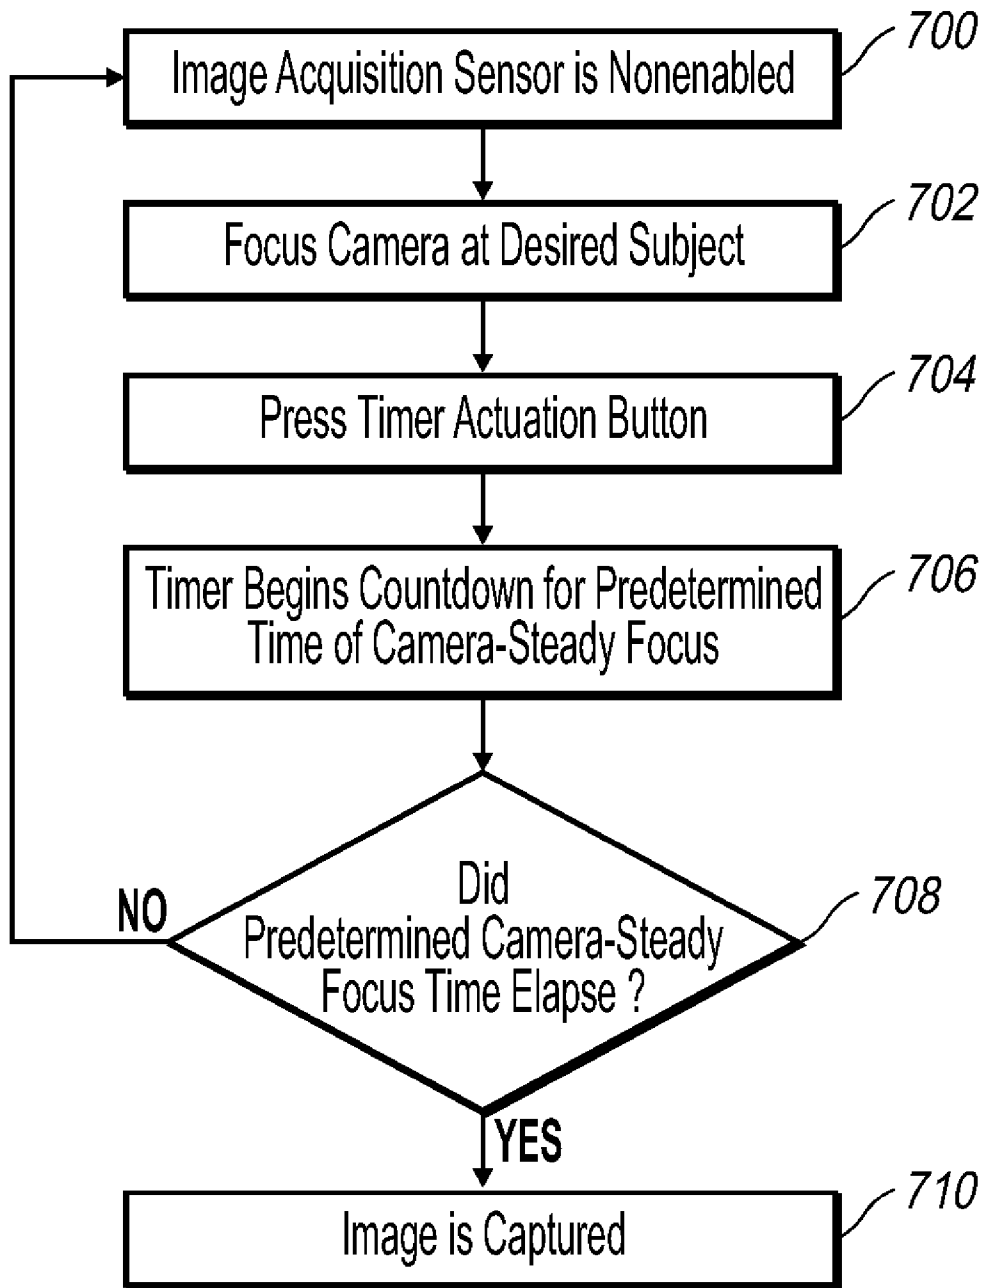 700
Image Acquisition Sensor is Nonenabled
702
Focus Camera at Desired Subject
704
Press Timer Actuation Button
706
Timer Begins Countdown for Predetermined
Time of Camera-Steady Focus
708
Did
Predetermined Camera-Steady
Focus Time Elapse ?
NO
YES
710
Image is Captured